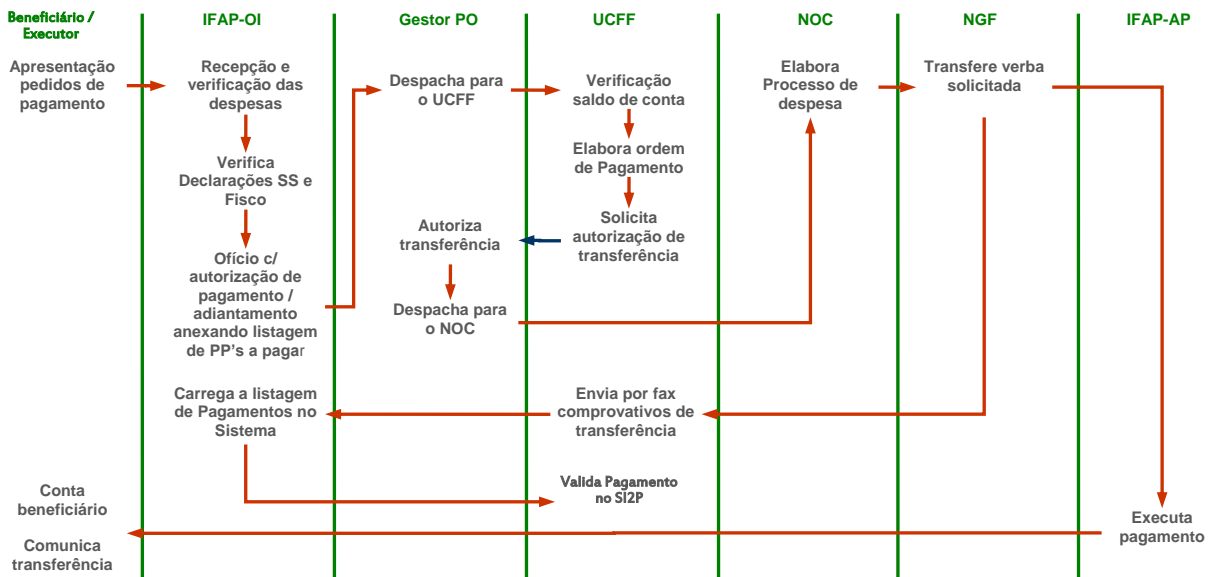 Beneficiário /
Executor
IFAP-OI
Gestor PO
UCFF
NOC
NGF
IFAP-AP
Apresentação
pedidos de
pagamento
Recepção e
verificação das
despesas
Despacha para
o UCFF
Verificação
saldo de conta
Elabora
Processo de
despesa
Transfere verba
solicitada
Verifica
Declarações SS e
Fisco
Elabora ordem
de Pagamento
Autoriza
transferência
Solicita
autorização de
transferência
Ofício c/
autorização de
pagamento /
adiantamento
anexando listagem
de PP's a pagar
Despacha para
o NOC
Carrega a listagem
de Pagamentos no
Sistema
Envia por fax
comprovativos de
transferência
Valida Pagamento
no SI2P
Conta
beneficiário
Comunica
transferência
Executa
pagamento